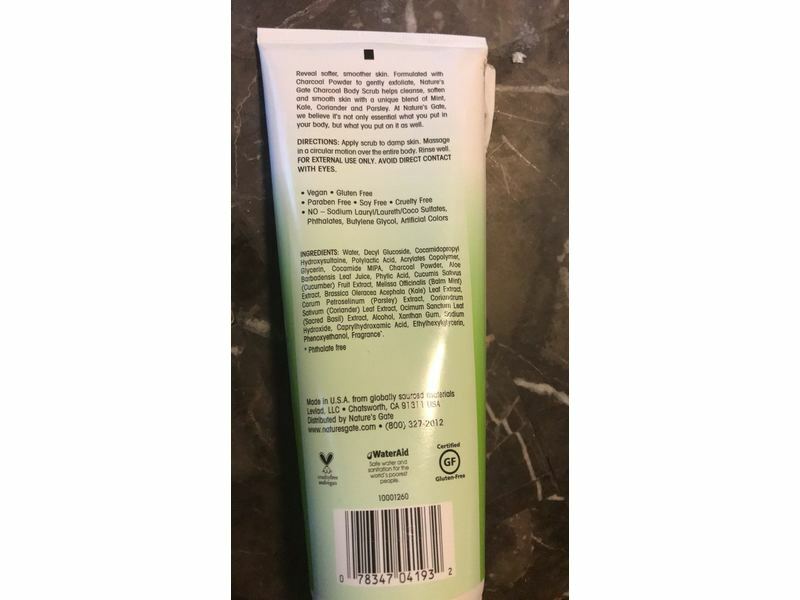 Reveal softer, smoother skin. Formulated with
Charcoal Powder to gently exfoliate, Nature's
Gate Charcoal Body Scrub helps cleanse, soften
and smooth skin with a unique blend of Mint,
Kale, Coriander and Parsley. At Nature's Gate,
we believe it's not only essential what you put in
your body, but what you put on it as well.
DIRECTIONS: Apply scrub to damp skin. Massage
in a circular motion over the entire body. Rinse well.
FOR EXTERNAL USE ONLY. AVOID DIRECT CONTACT
WITH EYES.
• Vegan • Gluten Free
• Paraben Free • Soy Free • Cruelty Free
• NO – Sodium Lauryl/Laureth/Coco Sulfates,
Phthalates, Butylene Glycol, Artificial Colors
INGREDIENTS: Water, Decyl Glucoside, Cocamidopropyl
Hydroxysultaine, Polylactic Acid, Acrylates Copolymer,
Glycerin, Cocamide MIPA, Charcoal Powder, Aloe
Barbadensis Leaf Juice, Phytic Acid, Cucumis Sativus
(Cucumber) Fruit Extract, Melissa Officinalis (Balm Mint)
Extract, Brassica Oleracea Acephala (Kale) Leaf Extract,
Carum Petroselinum (Parsley) Extract, Coriandrum
Sativum (Coriander) Leaf Extract, Ocimum Sanctum Leaf
(Sacred Basil) Extract, Alcohol, Xanthan Gum, Sodium
Hydroxide, Caprylhydroxamic Acid, Ethylhexylglycerin,
Phenoxyethanol, Fragrance*.
* Phthalate free
Made in U.S.A. from globally sourced materials
Levlad, LLC • Chatsworth, CA 91311 USA
Distributed by Nature's Gate
www.naturesgate.com • (800) 327-2012
crueltyfree
andvegan
WaterAid
Safe water and
sanitation for the
world's poorest
people.
Certified
GF
Gluten-Free
10001260
0 78347 04193 2